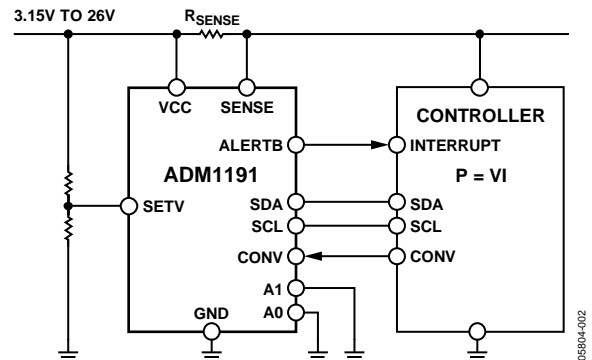 3.15V TO 26V
RSENSE
VCC
SENSE
CONTROLLER
ALERTB
INTERRUPT
ADM1191
P = VI
SETV
SDA
SDA
SCL
SCL
CONV
CONV
A1
GND
A0
05804-002